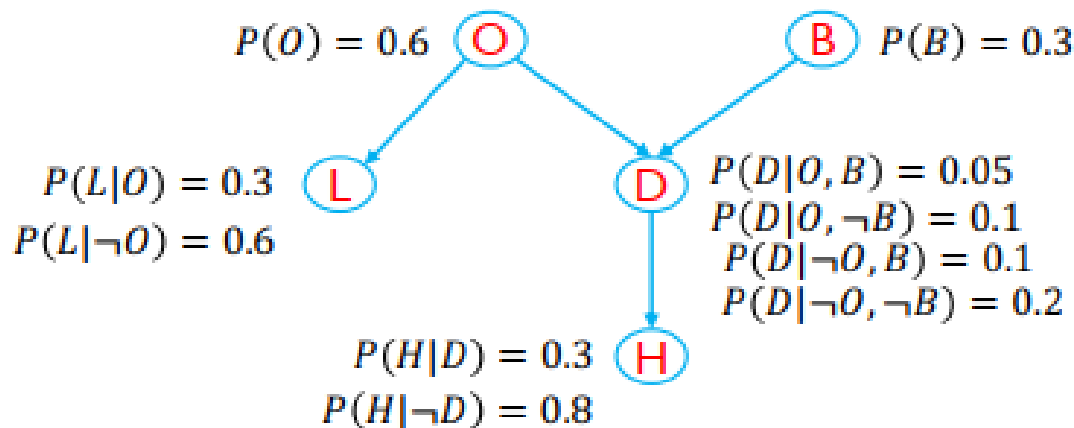 P(O) = 0.6 O B P(B) = 0.3
P(L|O) = 0.3 L D P(D|O, B) = 0.05
P(L|¬O) = 0.6 P(D|O, ¬B) = 0.1
P(D|¬O, B) = 0.1
P(D|¬O, ¬B) = 0.2
P(H|D) = 0.3 H
P(H|¬D) = 0.8